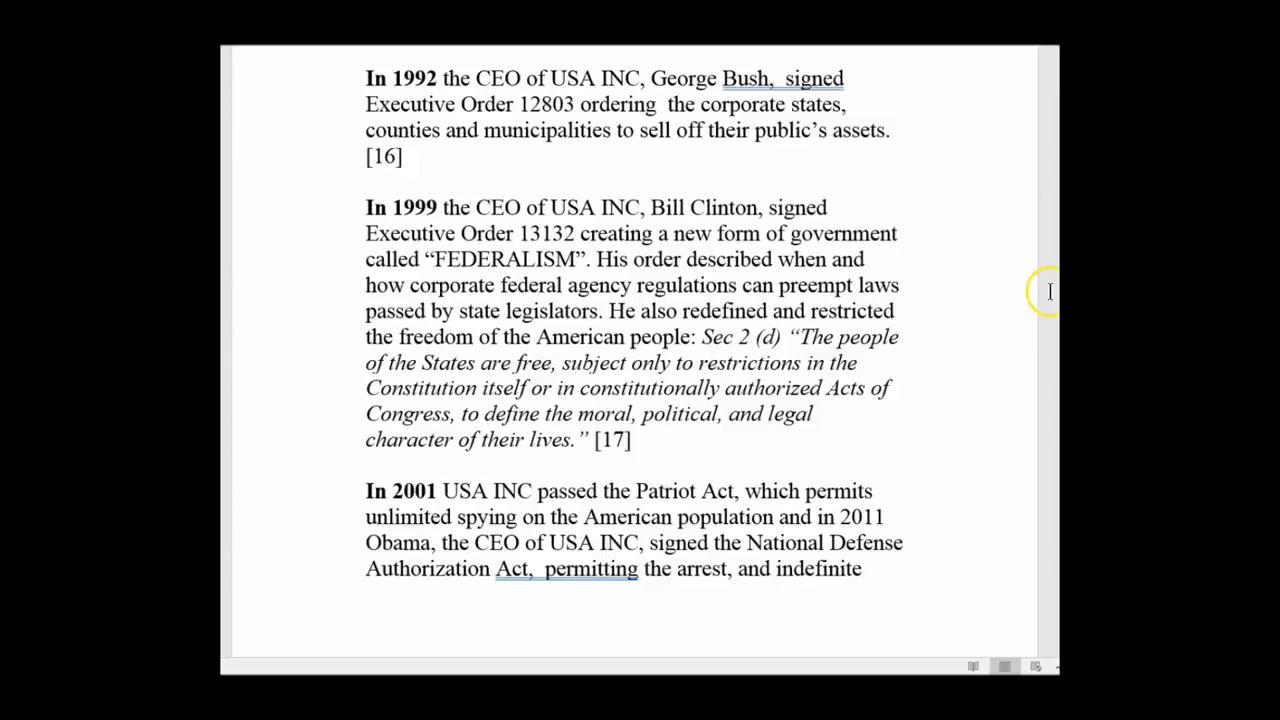 In 1992 the CEO of USA INC, George Bush,  signed
Executive Order 12803 ordering  the corporate states,
counties and municipalities to sell off their public’s assets.
[16]
In 1999 the CEO of USA INC, Bill Clinton, signed
Executive Order 13132 creating a new form of government
called “FEDERALISM”. His order described when and
how corporate federal agency regulations can preempt laws
passed by state legislators. He also redefined and restricted
the freedom of the American people: Sec 2 (d) “The people
of the States are free, subject only to restrictions in the
Constitution itself or in constitutionally authorized Acts of
Congress, to define the moral, political, and legal
character of their lives.” [17]
In 2001 USA INC passed the Patriot Act, which permits
unlimited spying on the American population and in 2011
Obama, the CEO of USA INC, signed the National Defense
Authorization Act,  permitting the arrest, and indefinite